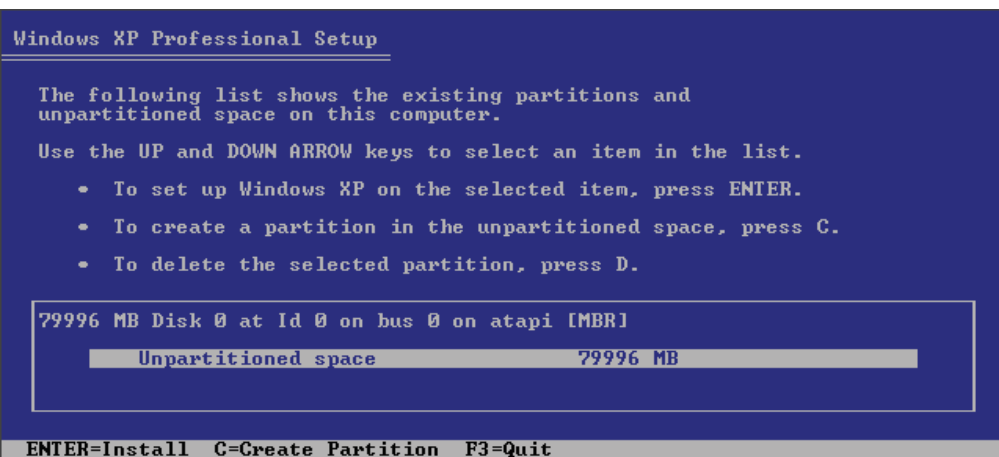 Windows XP Professional Setup
The following list shows the existing partitions and
unpartitioned space on this computer.
Use the UP and DOWN ARROW keys to select an item in the list.
• To set up Windows XP on the selected item, press ENTER.
• To create a partition in the unpartitioned space, press C.
• To delete the selected partition, press D.
79996 MB Disk 0 at Id 0 on bus 0 on atapi [MBR]
Unpartitioned space 79996 MB
ENTER=Install C=Create Partition F3=Quit